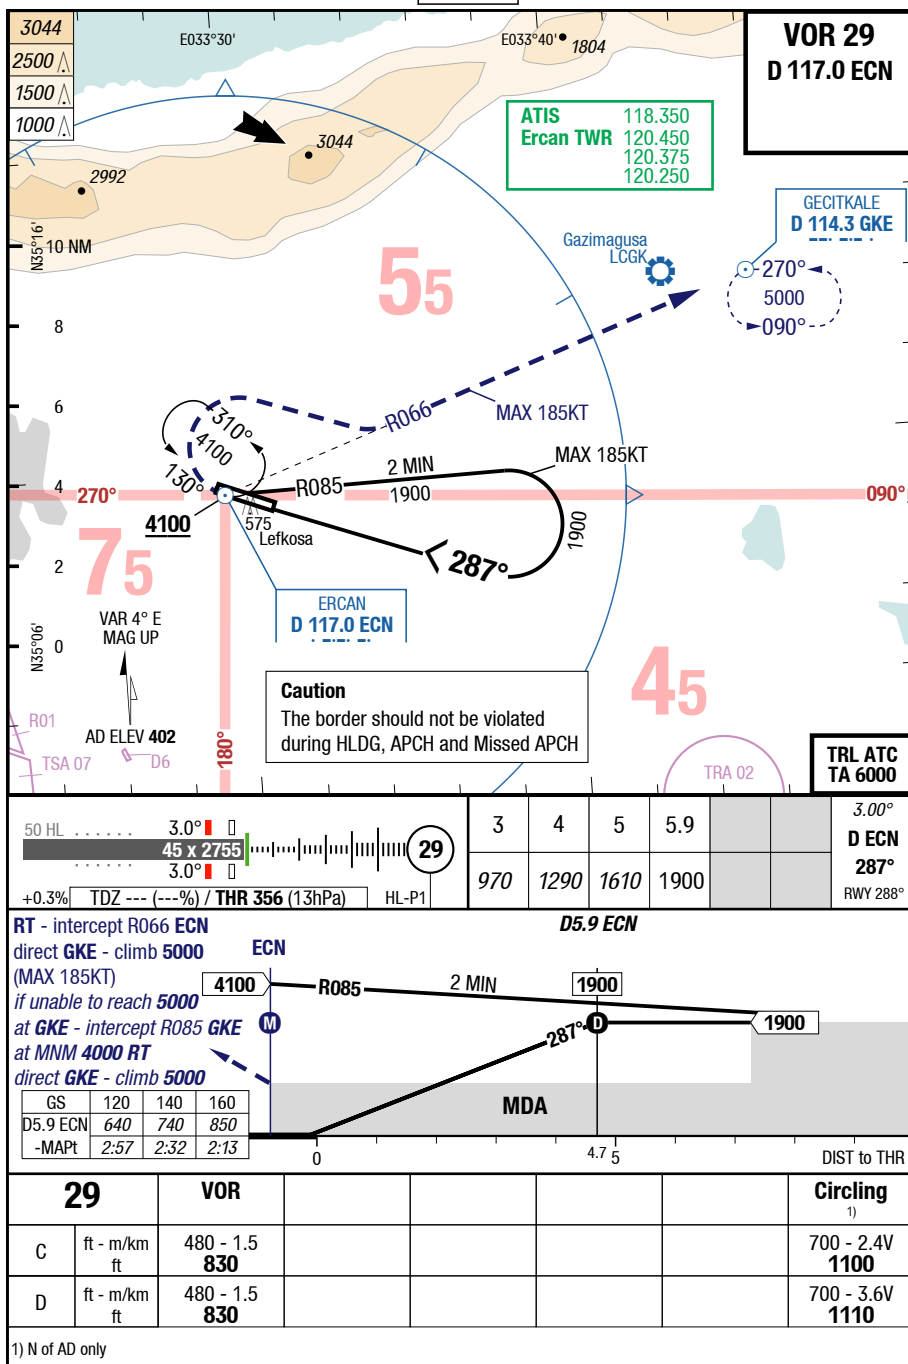 3044
2500
1500
1000
E033°30'
E033°40'
1804
VOR 29
D 117.0 ECN
ATIS 118.350
Ercan TWR 120.450
120.375
120.250
3044
2992
N35°16'
10 NM
GECITKALE
D 114.3 GKE
Gazimagusa
LCGK
270°
5000
090°
55
8
6
4
2
0
R066
MAX 185KT
310°
4100
130°
MAX 185KT
2 MIN
R085
1900
1900
270°
090°
4100
575
Lefkosa
287°
75
ERCAN
D 117.0 ECN
VAR 4° E
MAG UP
N35°06'
45
Caution
The border should not be violated
during HLDG, APCH and Missed APCH
R01
AD ELEV 402
TSA 07
D6
180°
TRA 02
TRL ATC
TA 6000
50 HL
3.0°
45 x 2755
3.0°
29
+0.3%
TDZ --- (---%) / THR 356 (13hPa)
HL-P1
3 4 5 5.9
970 1290 1610 1900
3.00°
D ECN
287°
RWY 288°
RT - intercept R066 ECN
direct GKE - climb 5000
(MAX 185KT)
if unable to reach 5000
at GKE - intercept R085 GKE
at MNM 4000 RT
direct GKE - climb 5000
ECN
D5.9 ECN
4100
R085
2 MIN
1900
M
287°
D
1900
MDA
GS 120 140 160
D5.9 ECN 640 740 850
-MAPt 2:57 2:32 2:13
0
4.7
5
DIST to THR
29 VOR Circling
1)
C ft - m/km 480 - 1.5 700 - 2.4V
ft 830 1100
D ft - m/km 480 - 1.5 700 - 3.6V
ft 830 1110
1) N of AD only